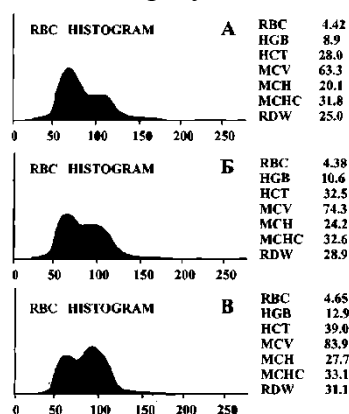 RBC HISTOGRAM А
RBC 4.42
HGB 8.9
HCT 28.0
MCV 63.3
MCH 20.1
MCHC 31.8
RDW 25.0
0 50 100 150 200 250
RBC HISTOGRAM Б
RBC 4.38
HGB 10.6
HCT 32.5
MCV 74.3
MCH 24.2
MCHC 32.6
RDW 28.9
0 50 100 150 200 250
RBC HISTOGRAM В
RBC 4.65
HGB 12.9
HCT 39.0
MCV 83.9
MCH 27.7
MCHC 33.1
RDW 31.1
0 50 100 150 200 250